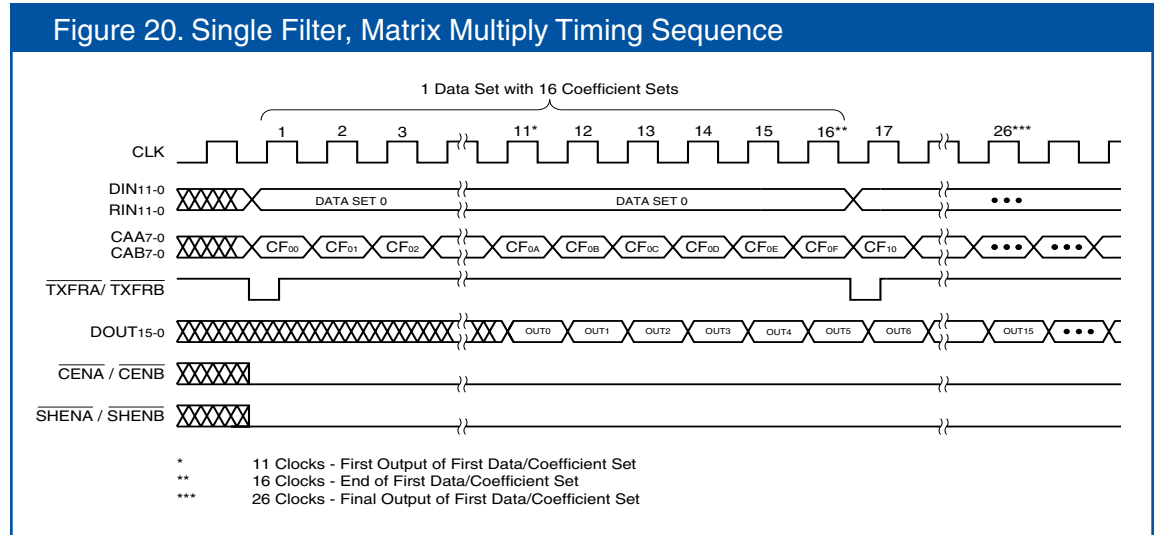 Figure 20. Single Filter, Matrix Multiply Timing Sequence
1 Data Set with 16 Coefficient Sets
1 2 3 11* 12 13 14 15 16** 17 26***
CLK
DIN11-0
RIN11-0
DATA SET 0 DATA SET 0 •••
CAA7-0
CAB7-0
CF00 CF01 CF02 CF0A CF0B CF0C CF0D CF0E CF0F CF10 ••• •••
TXFRA/ TXFRB
DOUT15-0 OUT0 OUT1 OUT2 OUT3 OUT4 OUT5 OUT6 OUT15 •••
CENA / CENB
SHENA / SHENB
* 11 Clocks - First Output of First Data/Coefficient Set
** 16 Clocks - End of First Data/Coefficient Set
*** 26 Clocks - Final Output of First Data/Coefficient Set